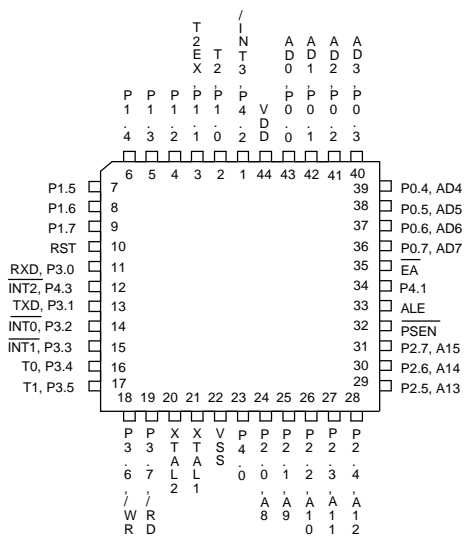 T2EX,P1.1
T2,P1.0
/INT3,P4.2
AD0,P0.0
AD1,P0.1
AD2,P0.2
AD3,P0.3
P1.4
P1.3
P1.2
VDD
6 5 4 3 2 1 44 43 42 41 40
P1.5 7
P1.6 8
P1.7 9
RST 10
RXD, P3.0 11
INT2, P4.3 12
TXD, P3.1 13
INT0, P3.2 14
INT1, P3.3 15
T0, P3.4 16
T1, P3.5 17
39 P0.4, AD4
38 P0.5, AD5
37 P0.6, AD6
36 P0.7, AD7
35 EA
34 P4.1
33 ALE
32 PSEN
31 P2.7, A15
30 P2.6, A14
29 P2.5, A13
18 19 20 21 22 23 24 25 26 27 28
P3.6,/WR
P3.7,/RD
XTAL2
XTAL1
VSS
P4.0
P2.0,A8
P2.1,A9
P2.2,A10
P2.3,A11
P2.4,A12